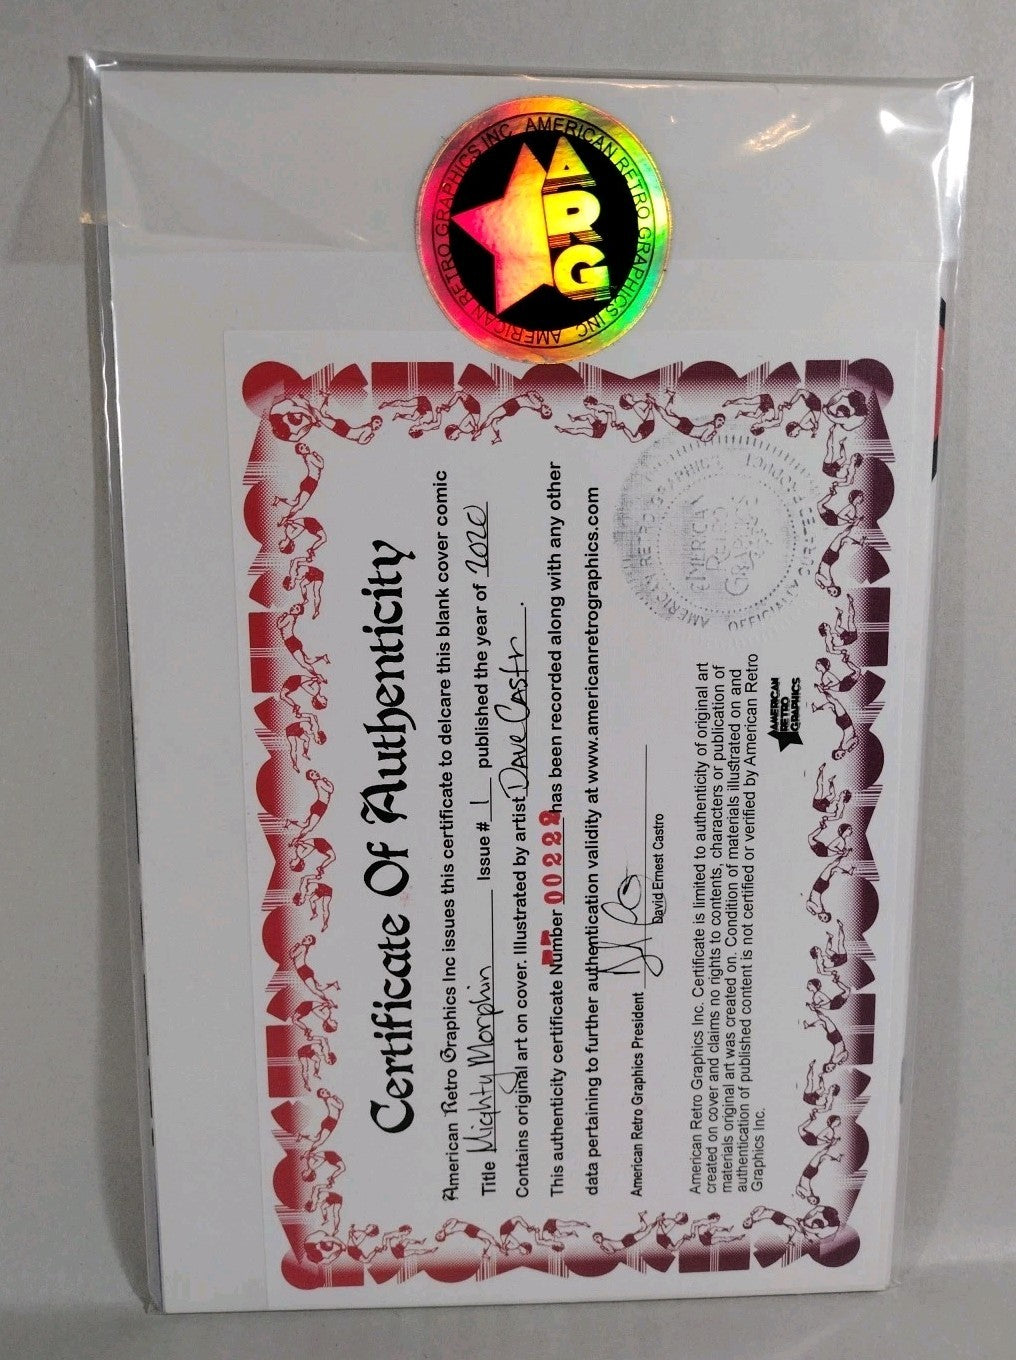 AMERICAN RETRO GRAPHICS INC. AMERICAN RETRO GRAPHICS INC.
ARG
Certificate Of Authenticity
American Retro Graphics Inc issues this certificate to delcare this blank cover comic
Title Mighty Morphin Issue # 1 published the year of 2020
Contains original art on cover. Illustrated by artist Dave Castr.
This authenticity certificate Number 00222 has been recorded along with any other
data pertaining to further authentication validity at www.americanretrographics.com
American Retro Graphics President
David Ernest Castro
American Retro Graphics Inc. Certificate is limited to authenticity of original art
created on cover and claims no rights to contents, characters or publication of
materials original art was created on. Condition of materials illustrated on and
authentication of published content is not certified or verified by American Retro
Graphics Inc.
AMERICAN
RETRO
GRAPHICS